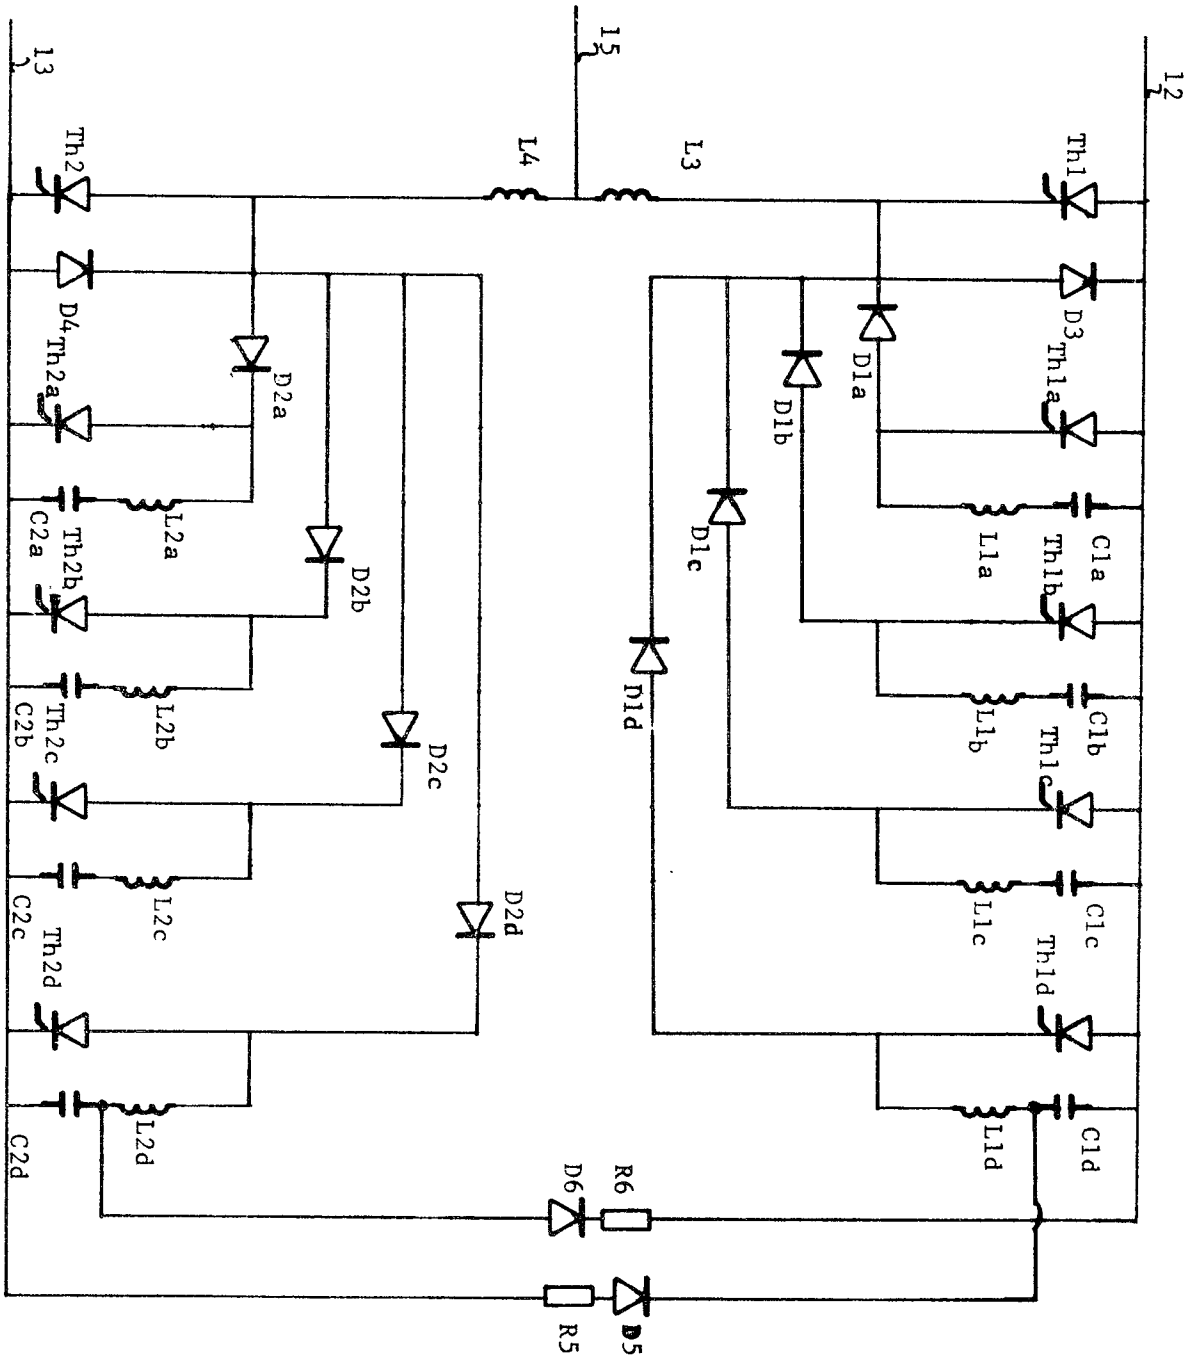 12
Th1
D3
Th1a
C1a
Th1b
C1b
Th1c
C1c
Th1d
C1d
L1a
L1b
L1c
L1d
D1a
D1b
D1c
D1d
L3
15
L4
R6
D6
D5
R5
D2a
D2b
D2c
D2d
L2a
L2b
L2c
L2d
13
Th2
D4
Th2a
C2a
Th2b
C2b
Th2c
C2c
Th2d
C2d